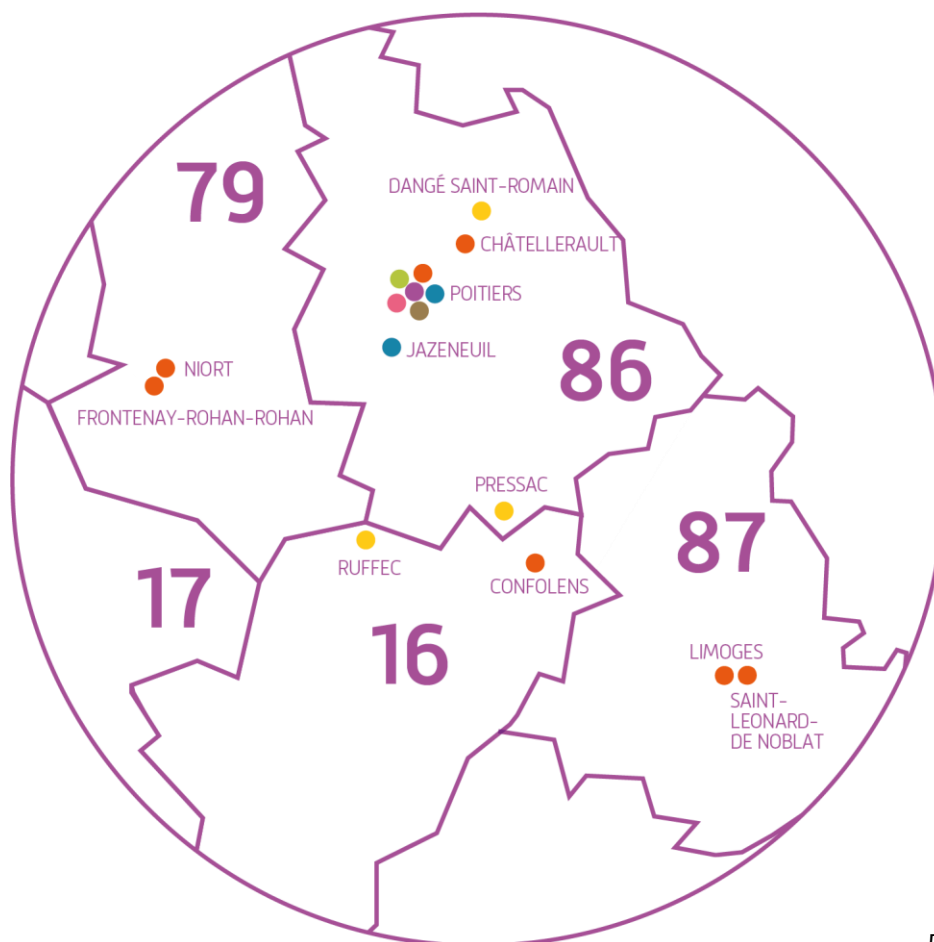 79
DANGÉ SAINT-ROMAIN
CHÂTELLERAULT
POITIERS
JAZENEUIL
86
NIORT
FRONTENAY-ROHAN-ROHAN
PRESSAC
87
RUFFEC
CONFOLENS
17
16
LIMOGES
SAINT-
LEONARD-
DE NOBLAT